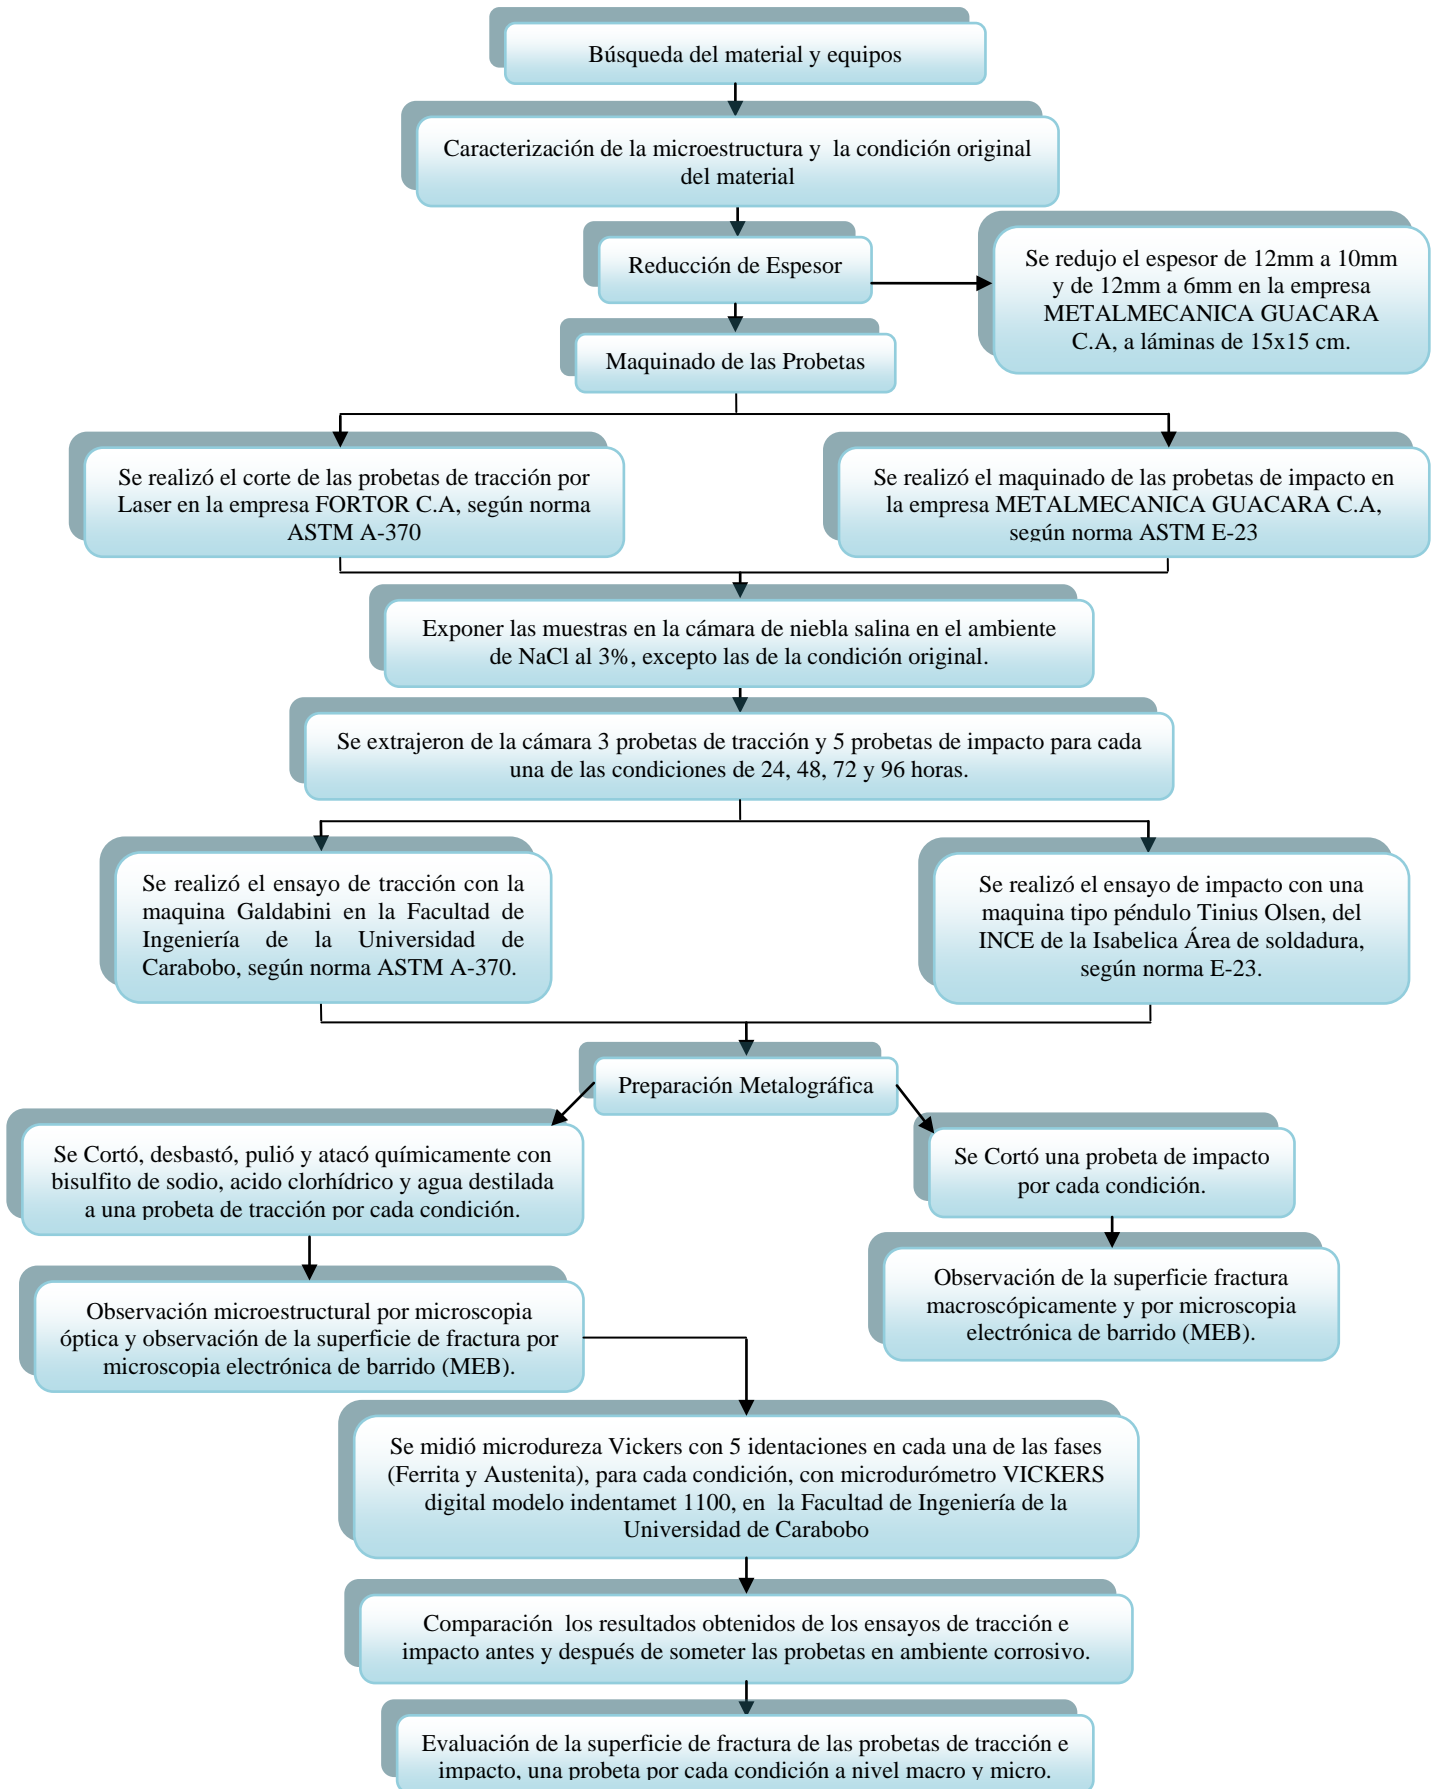 Búsqueda del material y equipos
Caracterización de la microestructura y la condición original
del material
Reducción de Espesor
Se redujo el espesor de 12mm a 10mm
y de 12mm a 6mm en la empresa
METALMECANICA GUACARA
C.A, a láminas de 15x15 cm.
Maquinado de las Probetas
Se realizó el corte de las probetas de tracción por
Laser en la empresa FORTOR C.A, según norma
ASTM A-370
Se realizó el maquinado de las probetas de impacto en
la empresa METALMECANICA GUACARA C.A,
según norma ASTM E-23
Exponer las muestras en la cámara de niebla salina en el ambiente
de NaCl al 3%, excepto las de la condición original.
Se extrajeron de la cámara 3 probetas de tracción y 5 probetas de impacto para cada
una de las condiciones de 24, 48, 72 y 96 horas.
Se realizó el ensayo de tracción con la
maquina Galdabini en la Facultad de
Ingeniería de la Universidad de
Carabobo, según norma ASTM A-370.
Se realizó el ensayo de impacto con una
maquina tipo péndulo Tinius Olsen, del
INCE de la Isabelica Área de soldadura,
según norma E-23.
Preparación Metalográfica
Se Cortó, desbastó, pulió y atacó químicamente con
bisulfito de sodio, acido clorhídrico y agua destilada
a una probeta de tracción por cada condición.
Se Cortó una probeta de impacto
por cada condición.
Observación microestructural por microscopia
óptica y observación de la superficie de fractura por
microscopia electrónica de barrido (MEB).
Observación de la superficie fractura
macroscópicamente y por microscopia
electrónica de barrido (MEB).
Se midió microdureza Vickers con 5 identaciones en cada una de las fases
(Ferrita y Austenita), para cada condición, con microdurómetro VICKERS
digital modelo indentamet 1100, en la Facultad de Ingeniería de la
Universidad de Carabobo
Comparación los resultados obtenidos de los ensayos de tracción e
impacto antes y después de someter las probetas en ambiente corrosivo.
Evaluación de la superficie de fractura de las probetas de tracción e
impacto, una probeta por cada condición a nivel macro y micro.